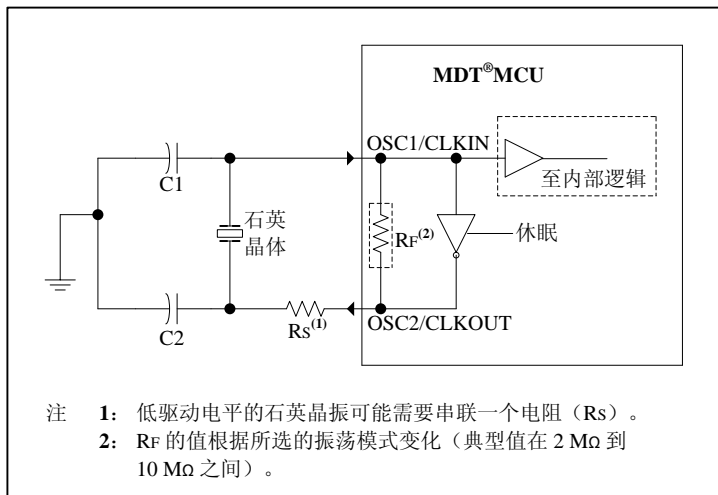 MDT®MCU
OSC1/CLKIN
C1
至内部逻辑
石英
晶体
RF(2)
休眠
C2
RS(1)
OSC2/CLKOUT
注 1: 低驱动电平的石英晶振可能需要串联一个电阻（Rs）。
2: RF 的值根据所选的振荡模式变化（典型值在 2 MΩ 到
10 MΩ 之间）。